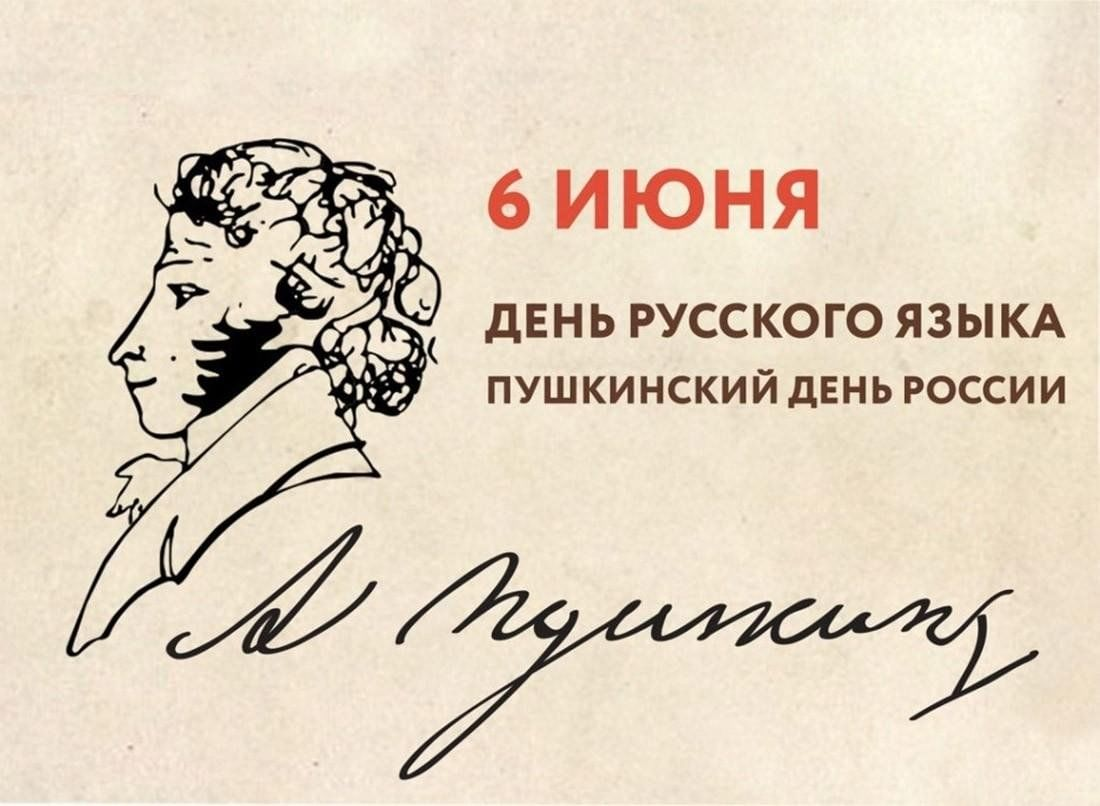 6 ИЮНЯ
ДЕНЬ РУССКОГО ЯЗЫКА
ПУШКИНСКИЙ ДЕНЬ РОССИИ
А Пушкинъ